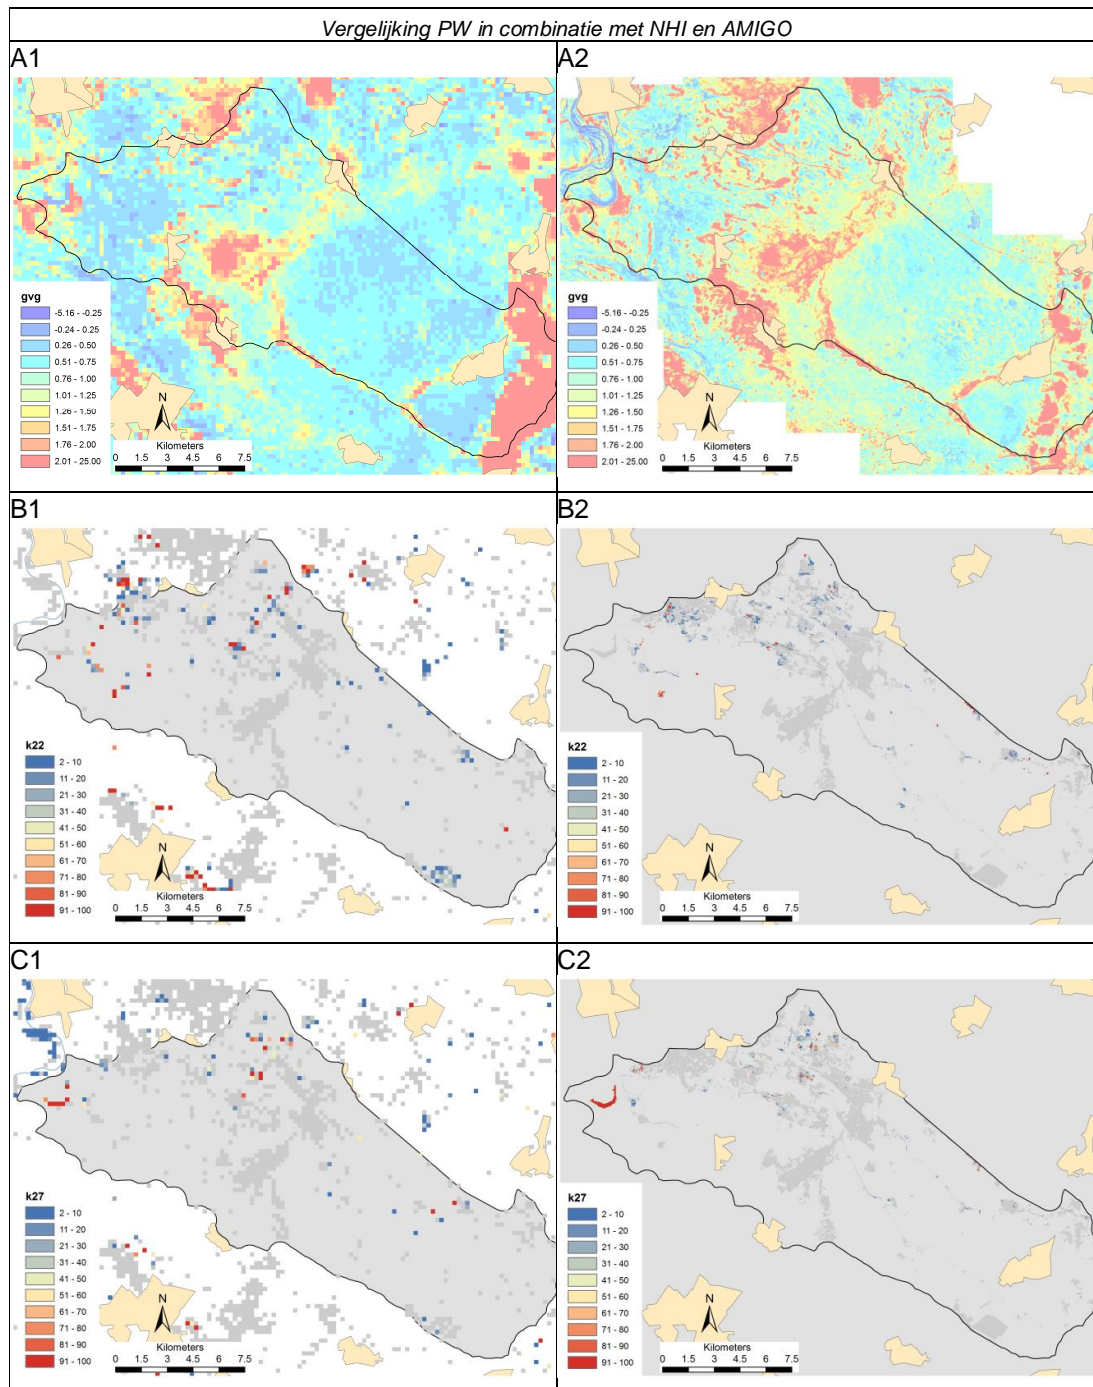 Vergelijking PW in combinatie met NHI en AMIGO
A1
gvg
-5.16 - -0.25
-0.24 - 0.25
0.26 - 0.50
0.51 - 0.75
0.76 - 1.00
1.01 - 1.25
1.26 - 1.50
1.51 - 1.75
1.76 - 2.00
2.01 - 25.00
N
Kilometers
0 1.5 3 4.5 6 7.5
A2
gvg
-5.16 - -0.25
-0.24 - 0.25
0.26 - 0.50
0.51 - 0.75
0.76 - 1.00
1.01 - 1.25
1.26 - 1.50
1.51 - 1.75
1.76 - 2.00
2.01 - 25.00
N
Kilometers
0 1.5 3 4.5 6 7.5
B1
k22
2 - 10
11 - 20
21 - 30
31 - 40
41 - 50
51 - 60
61 - 70
71 - 80
81 - 90
91 - 100
N
Kilometers
0 1.5 3 4.5 6 7.5
B2
k22
2 - 10
11 - 20
21 - 30
31 - 40
41 - 50
51 - 60
61 - 70
71 - 80
81 - 90
91 - 100
N
Kilometers
0 1.5 3 4.5 6 7.5
C1
k27
2 - 10
11 - 20
21 - 30
31 - 40
41 - 50
51 - 60
61 - 70
71 - 80
81 - 90
91 - 100
N
Kilometers
0 1.5 3 4.5 6 7.5
C2
k27
2 - 10
11 - 20
21 - 30
31 - 40
41 - 50
51 - 60
61 - 70
71 - 80
81 - 90
91 - 100
N
Kilometers
0 1.5 3 4.5 6 7.5